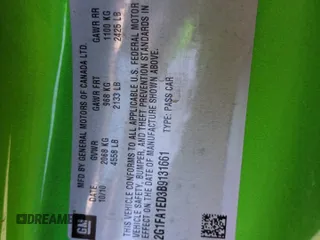 MFD BY GENERAL MOTORS OF CANADA LTD.
DATE GVWR GAWR FRT GAWR RR
10/10 2068 KG 968 KG 1100 KG
4558 LB 2133 LB 2425 LB
THIS VEHICLE CONFORMS TO ALL APPLICABLE U.S. FEDERAL MOTOR
VEHICLE SAFETY, BUMPER, AND THEFT PREVENTION STANDARDS
IN EFFECT ON THE DATE OF MANUFACTURE SHOWN ABOVE.
2G1FA1ED3B9131661 TYPE: PASS CAR
GM
DREAM